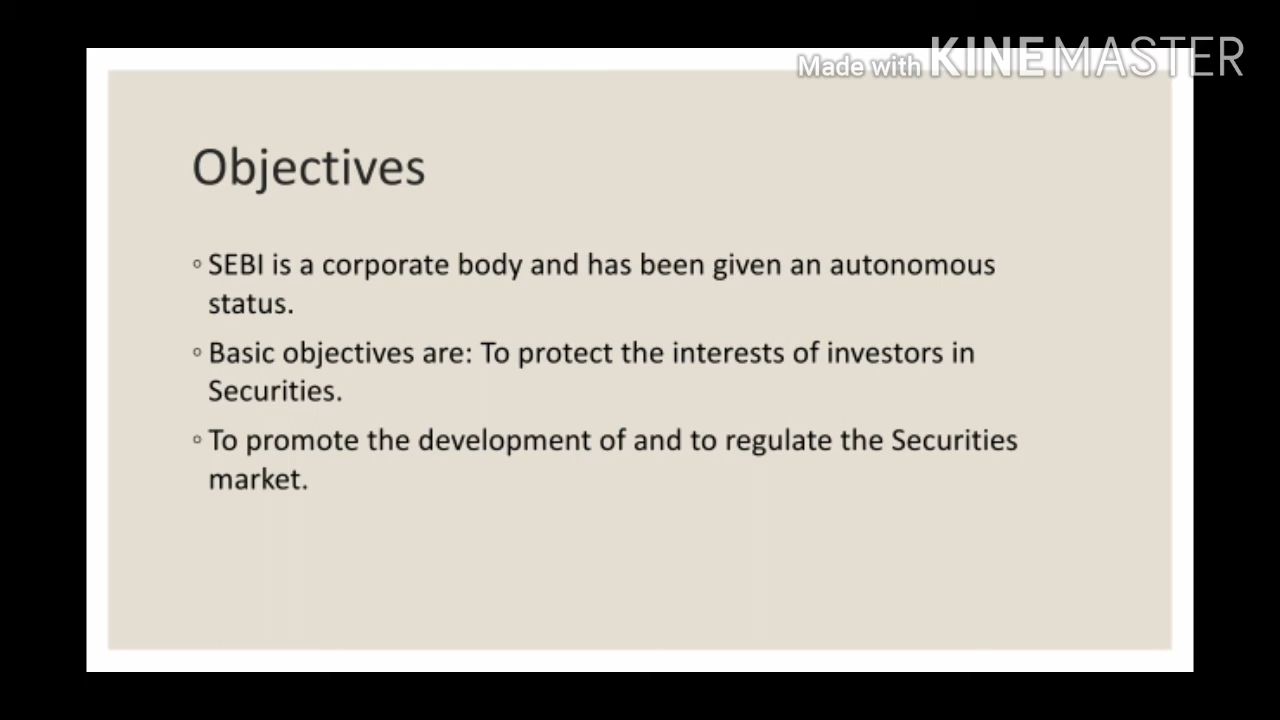 Made with KINEMASTER
Objectives
◦ SEBI is a corporate body and has been given an autonomous
status.
◦ Basic objectives are: To protect the interests of investors in
Securities.
◦ To promote the development of and to regulate the Securities
market.